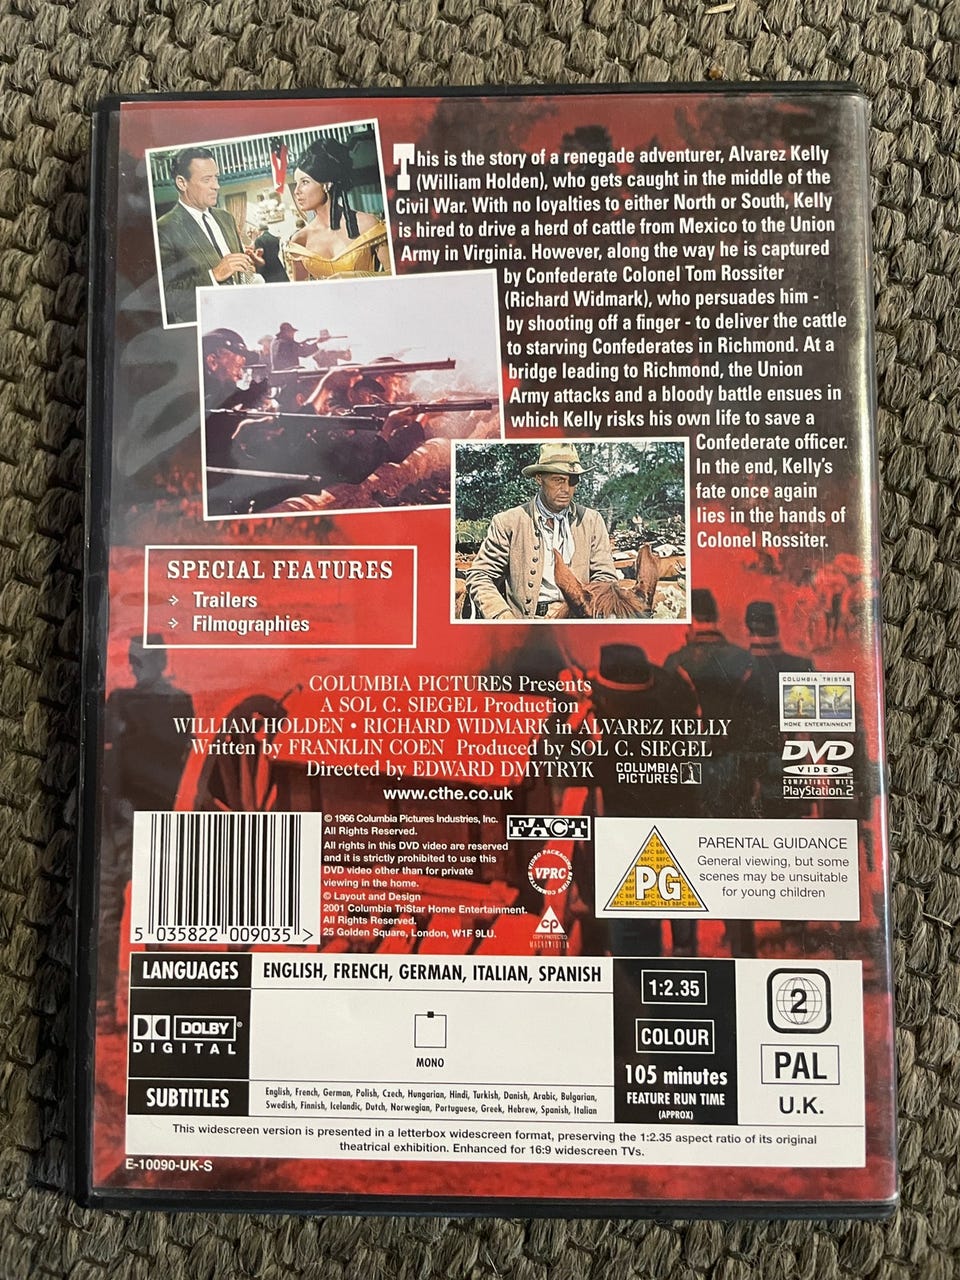 This is the story of a renegade adventurer, Alvarez Kelly
(William Holden), who gets caught in the middle of the
Civil War. With no loyalties to either North or South, Kelly
is hired to drive a herd of cattle from Mexico to the Union
Army in Virginia. However, along the way he is captured
by Confederate Colonel Tom Rossiter
(Richard Widmark), who persuades him -
by shooting off a finger - to deliver the cattle
to starving Confederates in Richmond. At a
bridge leading to Richmond, the Union
Army attacks and a bloody battle ensues in
which Kelly risks his own life to save a
Confederate officer.
In the end, Kelly's
fate once again
lies in the hands of
Colonel Rossiter.
SPECIAL FEATURES
Trailers
Filmographies
COLUMBIA PICTURES Presents
A SOL C. SIEGEL Production
WILLIAM HOLDEN • RICHARD WIDMARK in ALVAREZ KELLY
Written by FRANKLIN COEN Produced by SOL C. SIEGEL
Directed by EDWARD DMYTRYK
COLUMBIA
PICTURES
www.cthe.co.uk
COLUMBIA TRISTAR
HOME ENTERTAINMENT
DVD
VIDEO
COMPATIBLE WITH
PlayStation.2
5 035822 009035 >
© 1966 Columbia Pictures Industries, Inc.
All Rights Reserved.
All rights in this DVD video are reserved
and it is strictly prohibited to use this
DVD video other than for private
viewing in the home.
© Layout and Design
2001 Columbia TriStar Home Entertainment.
All Rights Reserved.
25 Golden Square, London, W1F 9LU.
FACT
VIDEO PACKAGING REVIEW COMMITTEE
VPRC
CP
COPY PROTECTED
MACROVISION
PG
PARENTAL GUIDANCE
General viewing, but some
scenes may be unsuitable
for young children
LANGUAGES
ENGLISH, FRENCH, GERMAN, ITALIAN, SPANISH
DOLBY®
DIGITAL
MONO
SUBTITLES
English, French, German, Polish, Czech, Hungarian, Hindi, Turkish, Danish, Arabic, Bulgarian,
Swedish, Finnish, Icelandic, Dutch, Norwegian, Portuguese, Greek, Hebrew, Spanish, Italian
1:2.35
COLOUR
105 minutes
FEATURE RUN TIME
(APPROX)
2
PAL
U.K.
This widescreen version is presented in a letterbox widescreen format, preserving the 1:2.35 aspect ratio of its original
theatrical exhibition. Enhanced for 16:9 widescreen TVs.
E-10090-UK-S